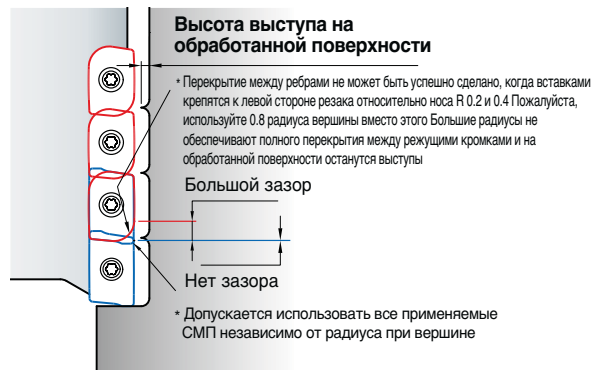 Высота выступа на
обработанной поверхности
* Перекрытие между ребрами не может быть успешно сделано, когда вставками
крепятся к левой стороне резака относительно носа R 0.2 и 0.4 Пожалуйста,
используйте 0.8 радиуса вершины вместо этого Большие радиусы не
обеспечивают полного перекрытия между режущими кромками и на
обработанной поверхности останутся выступы
Большой зазор
Нет зазора
* Допускается использовать все применяемые
СМП независимо от радиуса при вершине